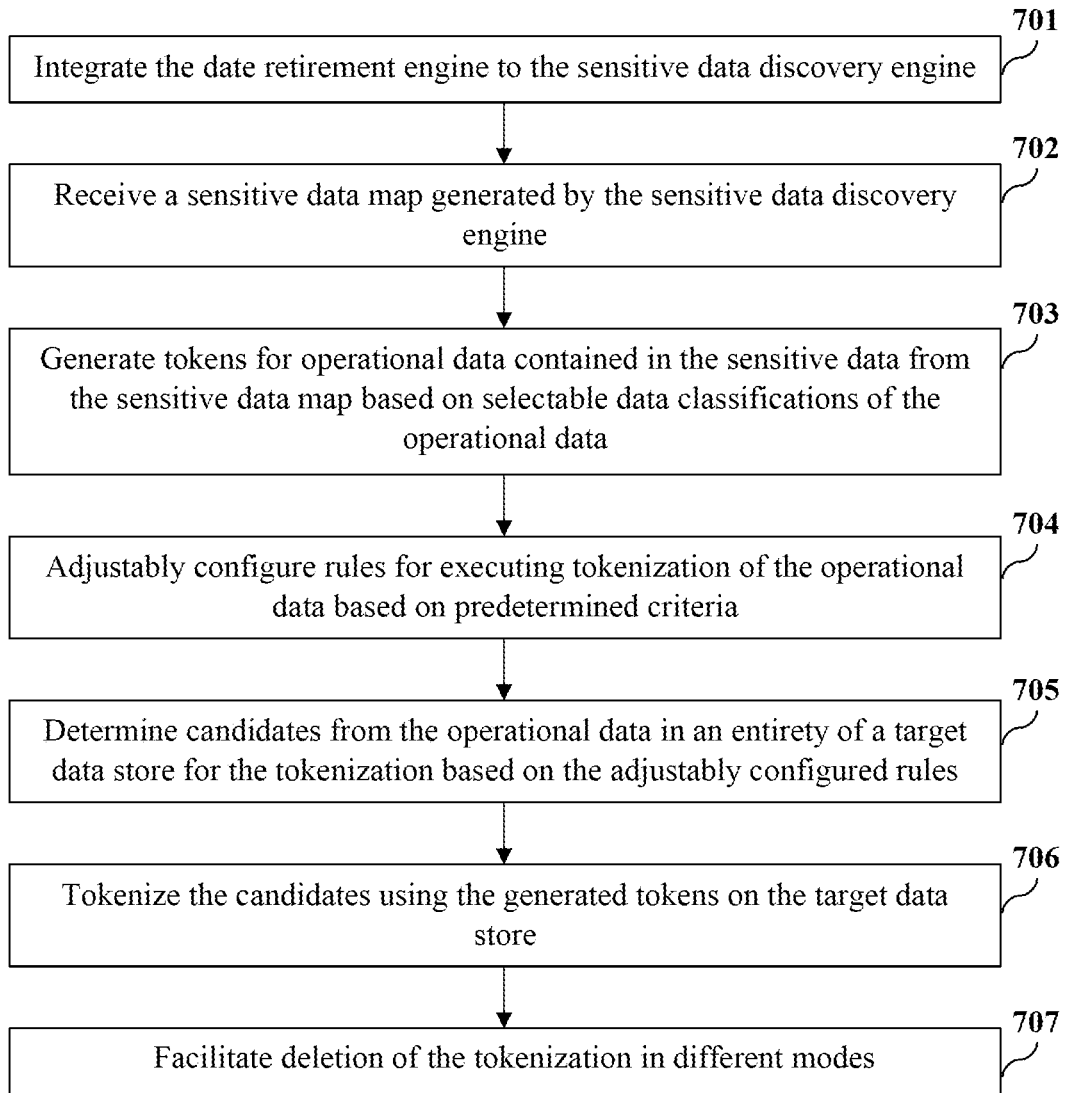 701
Integrate the date retirement engine to the sensitive data discovery engine
702
Receive a sensitive data map generated by the sensitive data discovery
engine
703
Generate tokens for operational data contained in the sensitive data from
the sensitive data map based on selectable data classifications of the
operational data
704
Adjustably configure rules for executing tokenization of the operational
data based on predetermined criteria
705
Determine candidates from the operational data in an entirety of a target
data store for the tokenization based on the adjustably configured rules
706
Tokenize the candidates using the generated tokens on the target data
store
707
Facilitate deletion of the tokenization in different modes